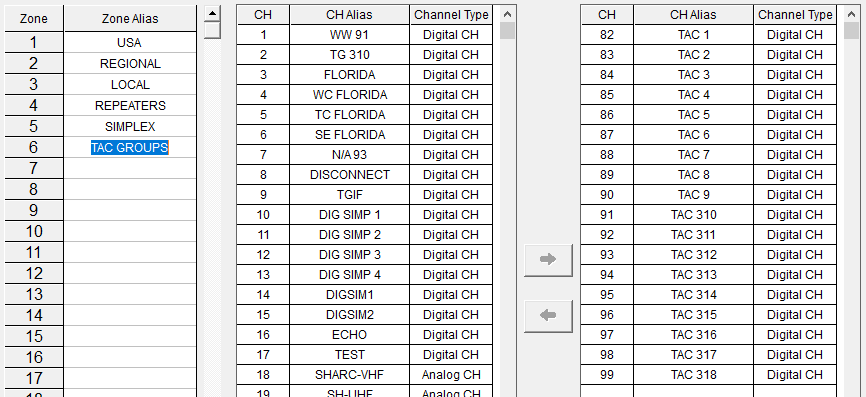 Zone Zone Alias CH CH Alias Channel Type CH CH Alias Channel Type
1 USA 1 WW 91 Digital CH 82 TAC 1 Digital CH
2 REGIONAL 2 TG 310 Digital CH 83 TAC 2 Digital CH
3 LOCAL 3 FLORIDA Digital CH 84 TAC 3 Digital CH
4 REPEATERS 4 WC FLORIDA Digital CH 85 TAC 4 Digital CH
5 SIMPLEX 5 TC FLORIDA Digital CH 86 TAC 5 Digital CH
6 TAC GROUPS 6 SE FLORIDA Digital CH 87 TAC 6 Digital CH
7 7 N/A 93 Digital CH 88 TAC 7 Digital CH
8 8 DISCONNECT Digital CH 89 TAC 8 Digital CH
9 9 TGIF Digital CH 90 TAC 9 Digital CH
10 10 DIG SIMP 1 Digital CH 91 TAC 310 Digital CH
11 11 DIG SIMP 2 Digital CH 92 TAC 311 Digital CH
12 12 DIG SIMP 3 Digital CH 93 TAC 312 Digital CH
13 13 DIG SIMP 4 Digital CH 94 TAC 313 Digital CH
14 14 DIGSIM1 Digital CH 95 TAC 314 Digital CH
15 15 DIGSIM2 Digital CH 96 TAC 315 Digital CH
16 16 ECHO Digital CH 97 TAC 316 Digital CH
17 17 TEST Digital CH 98 TAC 317 Digital CH
18 SHARC-VHF Analog CH 99 TAC 318 Digital CH
19 SH-UHF Analog CH